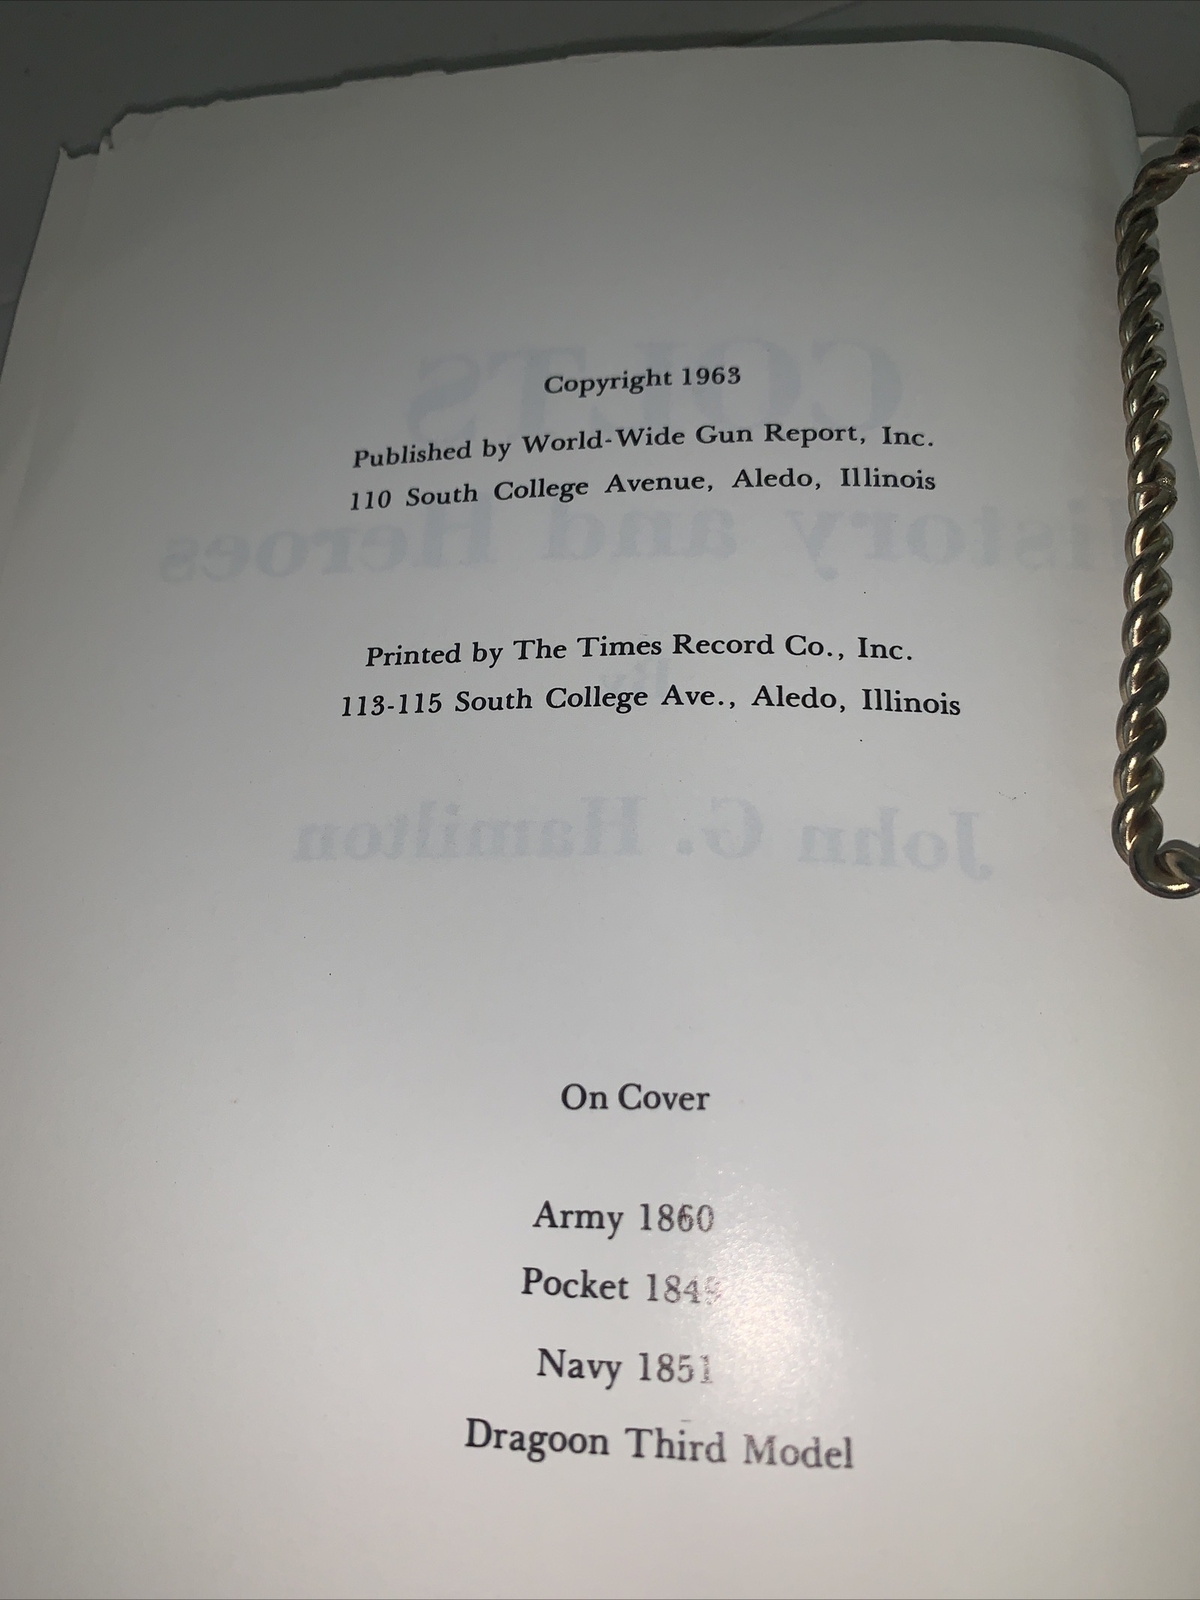 Copyright 1963
Published by World-Wide Gun Report, Inc.
110 South College Avenue, Aledo, Illinois
Printed by The Times Record Co., Inc.
113-115 South College Ave., Aledo, Illinois
On Cover
Army 1860
Pocket 1849
Navy 1851
Dragoon Third Model